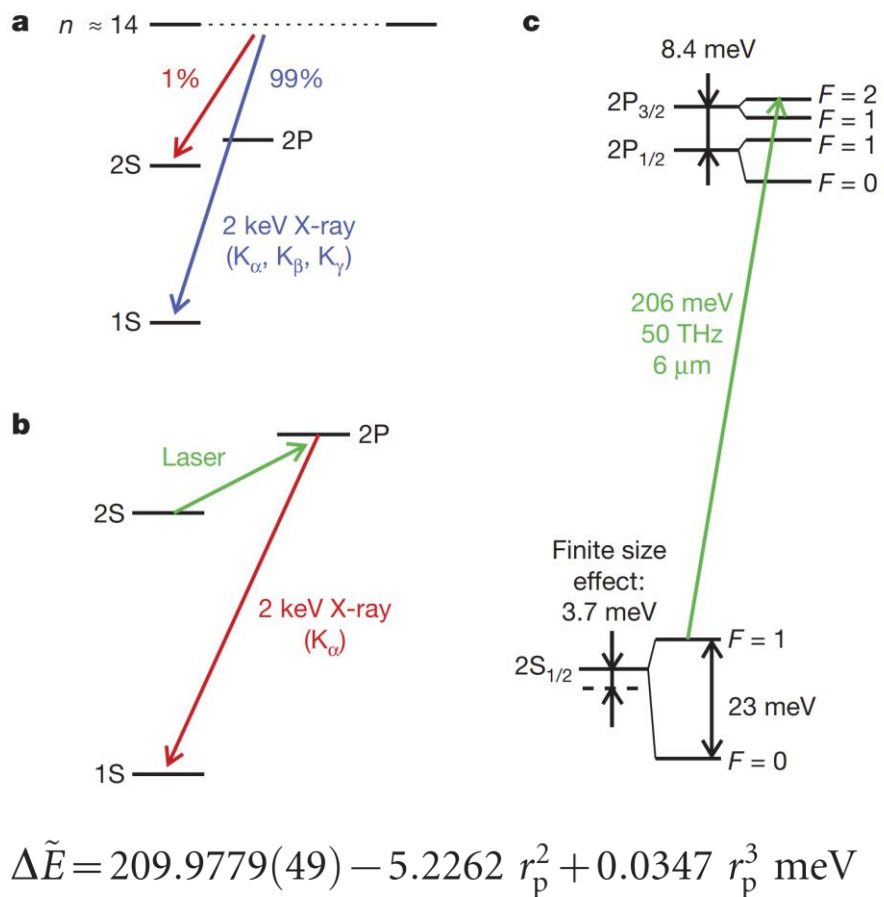 a
n ≈ 14
1%
99%
2P
2S
2 keV X-ray
(Kα, Kβ, Kγ)
1S
b
2P
Laser
2S
2 keV X-ray
(Kα)
1S
c
8.4 meV
2P3/2
F = 2
F = 1
2P1/2
F = 1
F = 0
206 meV
50 THz
6 μm
Finite size
effect:
3.7 meV
F = 1
2S1/2
23 meV
F = 0
ΔẼ = 209.9779(49) − 5.2262 rₚ² + 0.0347 rₚ³ meV